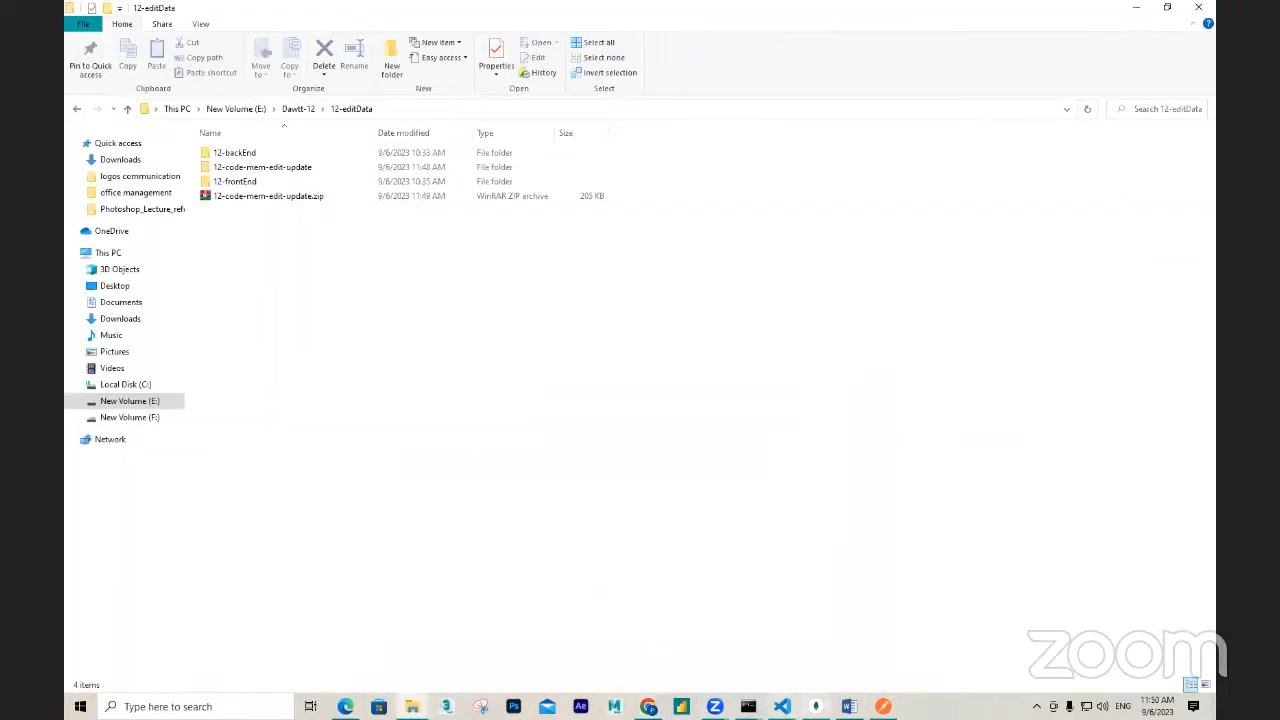 12-editData
File Home Share View
Pin to Quick access
Copy
Paste
Cut
Copy path
Paste shortcut
Clipboard
Move to
Copy to
Delete
Rename
Organize
New folder
New item
Easy access
New
Properties
Open
Edit
History
Open
Select all
Select none
Invert selection
Select
This PC > New Volume (E:) > Dawtt-12 > 12-editData
Search 12-editData
Name Date modified Type Size
12-backEnd 9/6/2023 10:35 AM File folder
12-code-mern-edit-update 9/6/2023 11:48 AM File folder
12-frontEnd 9/6/2023 10:35 AM File folder
12-code-mern-edit-update.zip 9/6/2023 11:49 AM WinRAR ZIP archive 205 KB
Quick access
Downloads
logos communication
office management
Photoshop_Lecture_refe
OneDrive
This PC
3D Objects
Desktop
Documents
Downloads
Music
Pictures
Videos
Local Disk (C:)
New Volume (E:)
New Volume (F:)
Network
4 items
zoom
Type here to search
Ps
Ae
ENG
11:50 AM
9/6/2023